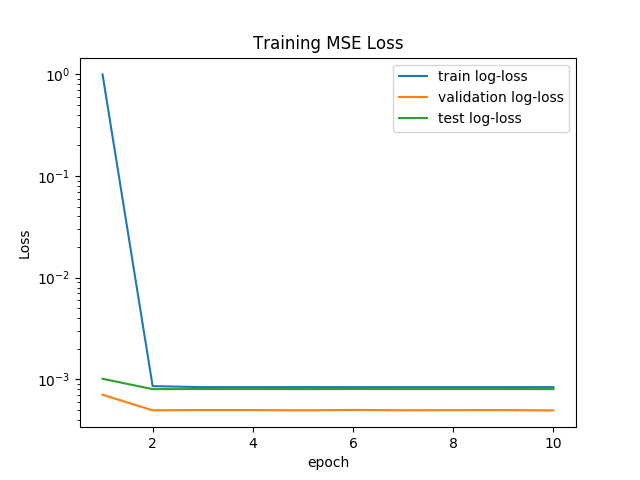 Training MSE Loss
train log-loss
validation log-loss
test log-loss
10⁰
10⁻¹
10⁻²
10⁻³
Loss
2 4 6 8 10
epoch